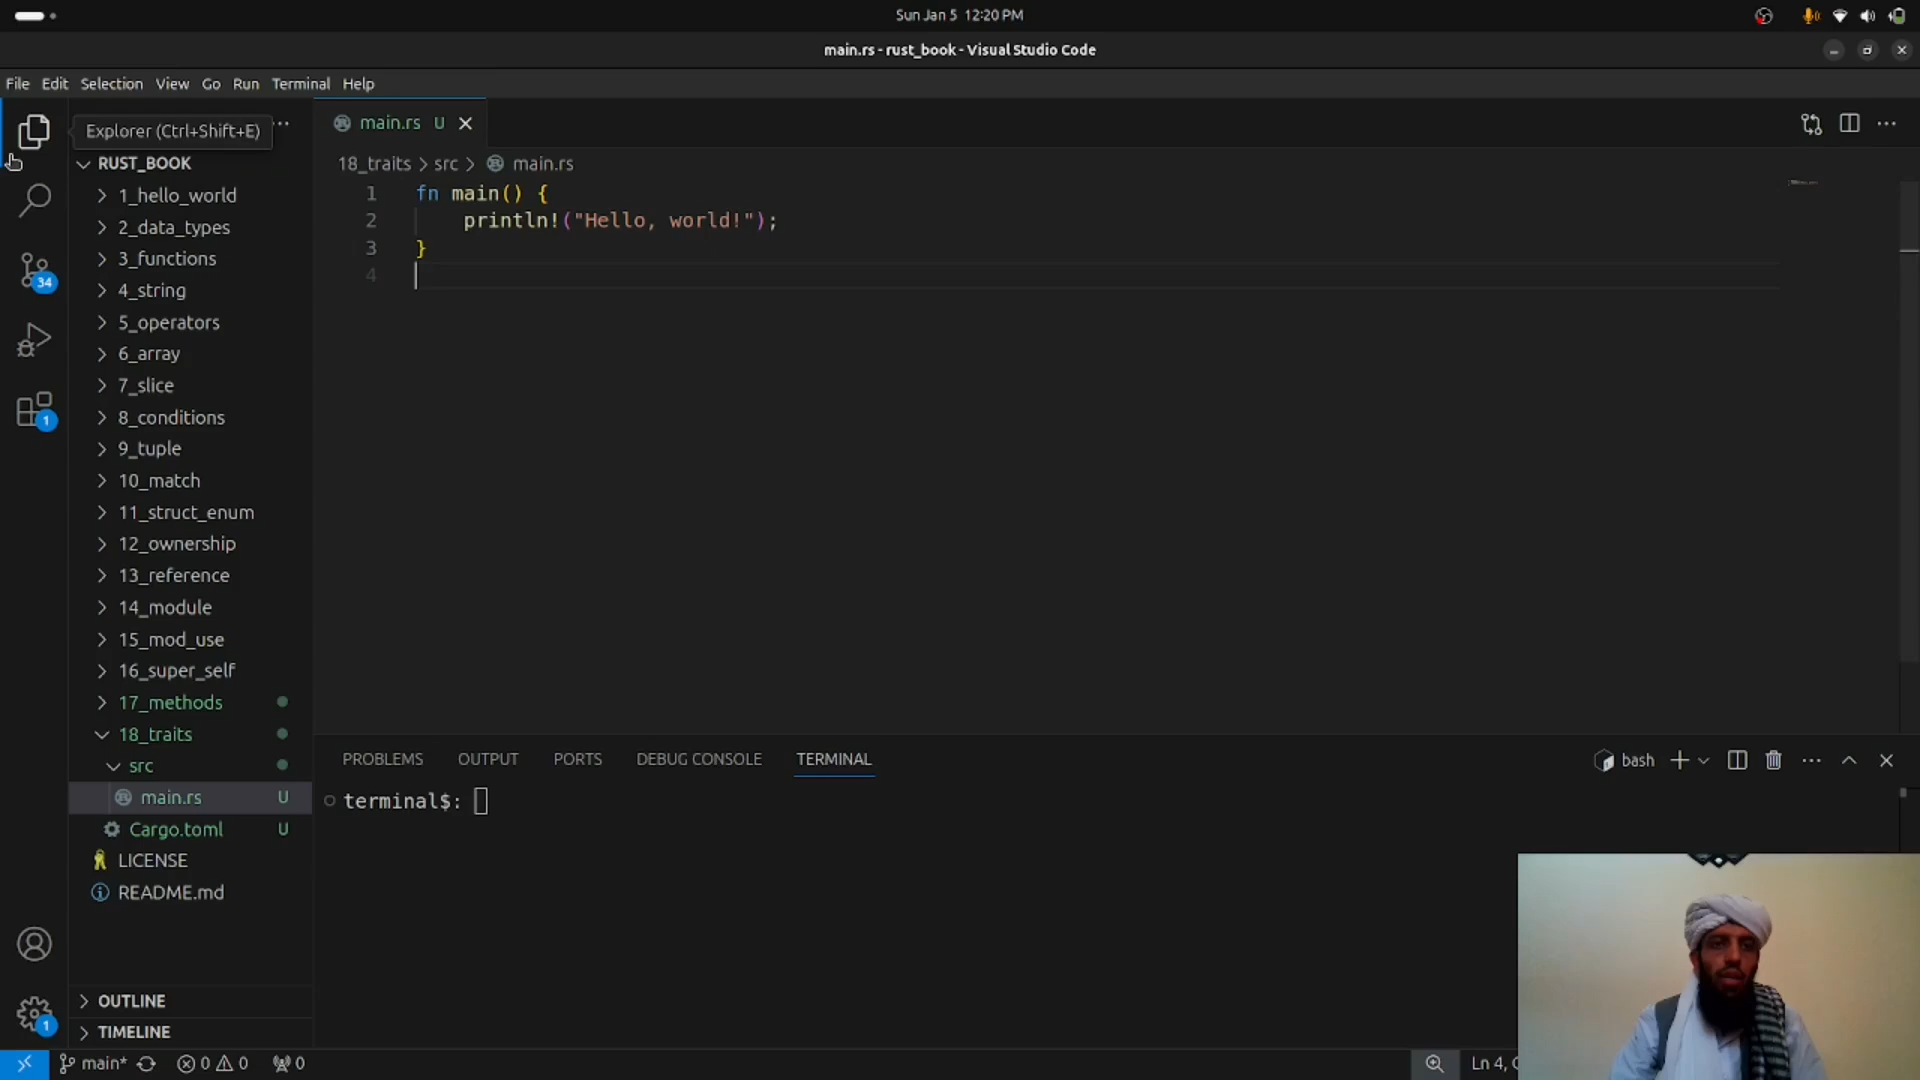 Sun Jan 5 12:20 PM
main.rs - rust_book - Visual Studio Code
File Edit Selection View Go Run Terminal Help
Explorer (Ctrl+Shift+E)
main.rs U
RUST_BOOK
18_traits > src > main.rs
1_hello_world
2_data_types
3_functions
4_string
5_operators
6_array
7_slice
8_conditions
9_tuple
10_match
11_struct_enum
12_ownership
13_reference
14_module
15_mod_use
16_super_self
17_methods
18_traits
src
main.rs U
Cargo.toml U
LICENSE
README.md
OUTLINE
TIMELINE
34
1
1
1 fn main() {
2 println!("Hello, world!");
3 }
4
PROBLEMS OUTPUT PORTS DEBUG CONSOLE TERMINAL
bash
terminal$:
main* 0 0 0
Ln 4,